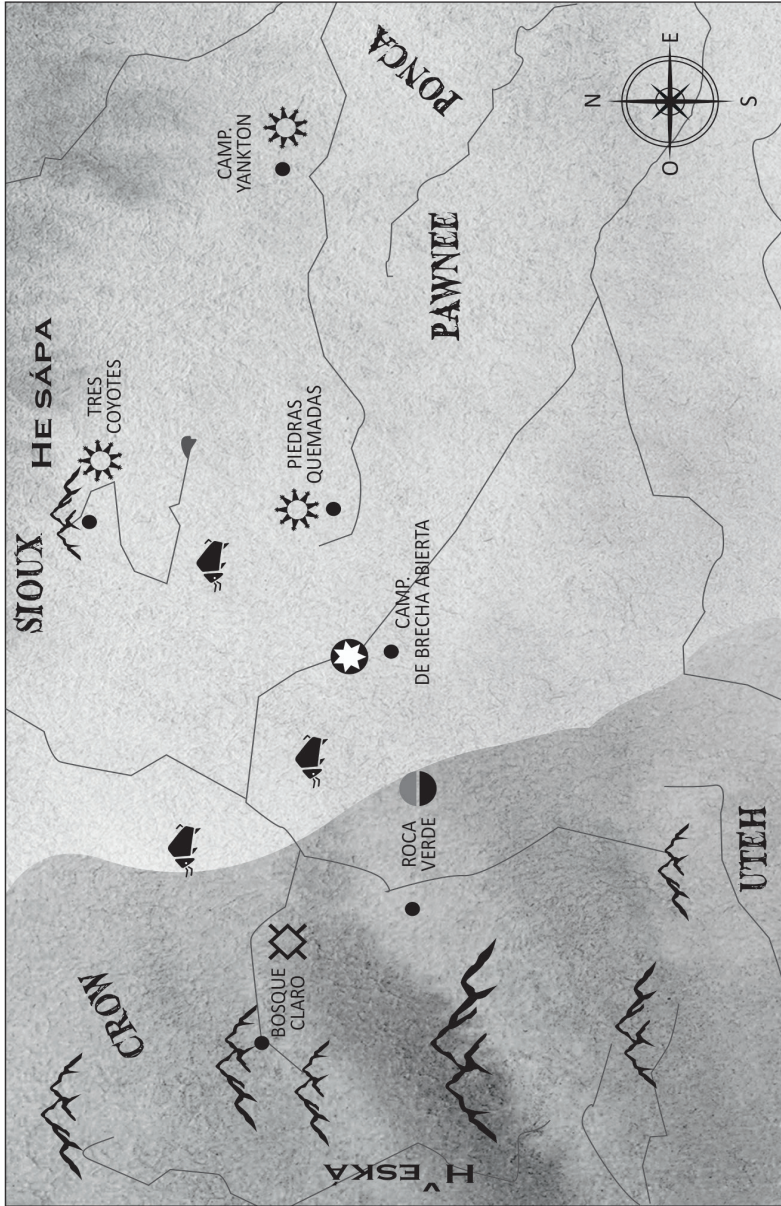 SIOUX
HE SÁPA
CROW
TRES
COYOTES
CAMP.
YANKTON
BOSQUE
CLARO
PIEDRAS
QUEMADAS
ȞESKÁ
ROCA
VERDE
CAMP.
DE BRECHA ABIERTA
PAWNEE
PONCA
N
O
E
S
UTEH